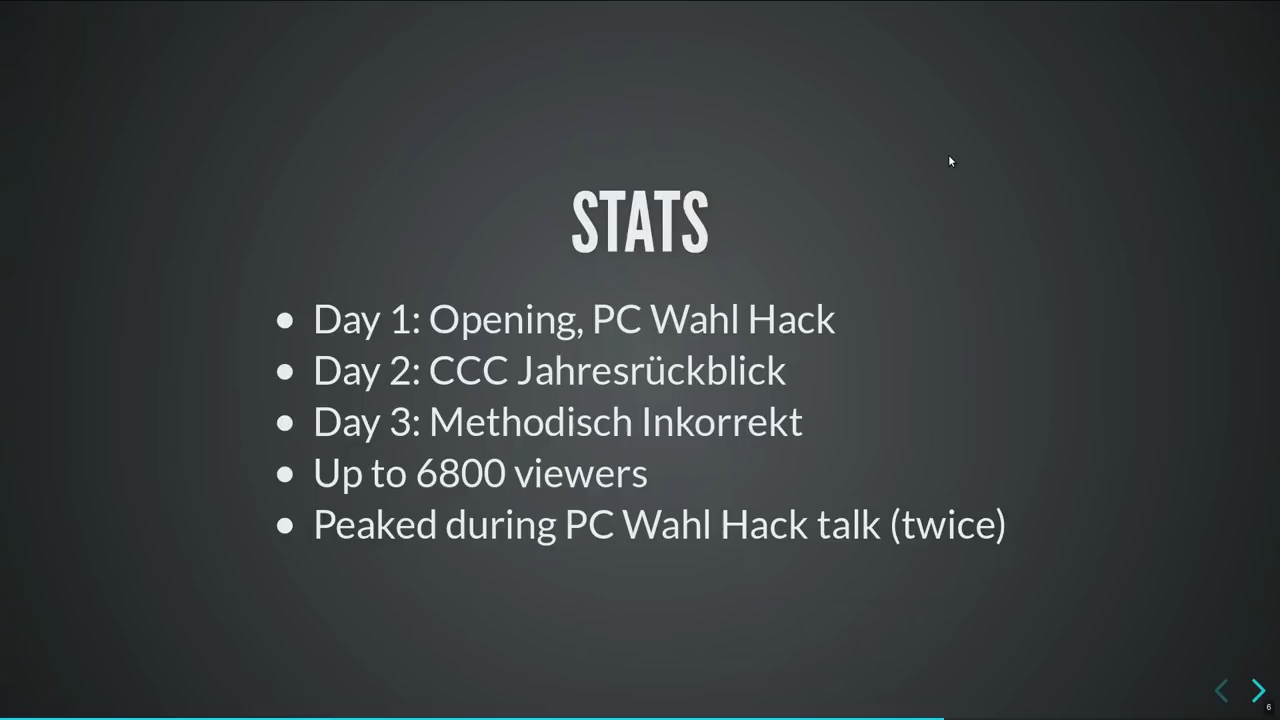 STATS
• Day 1: Opening, PC Wahl Hack
• Day 2: CCC Jahresrückblick
• Day 3: Methodisch Inkorrekt
• Up to 6800 viewers
• Peaked during PC Wahl Hack talk (twice)
6